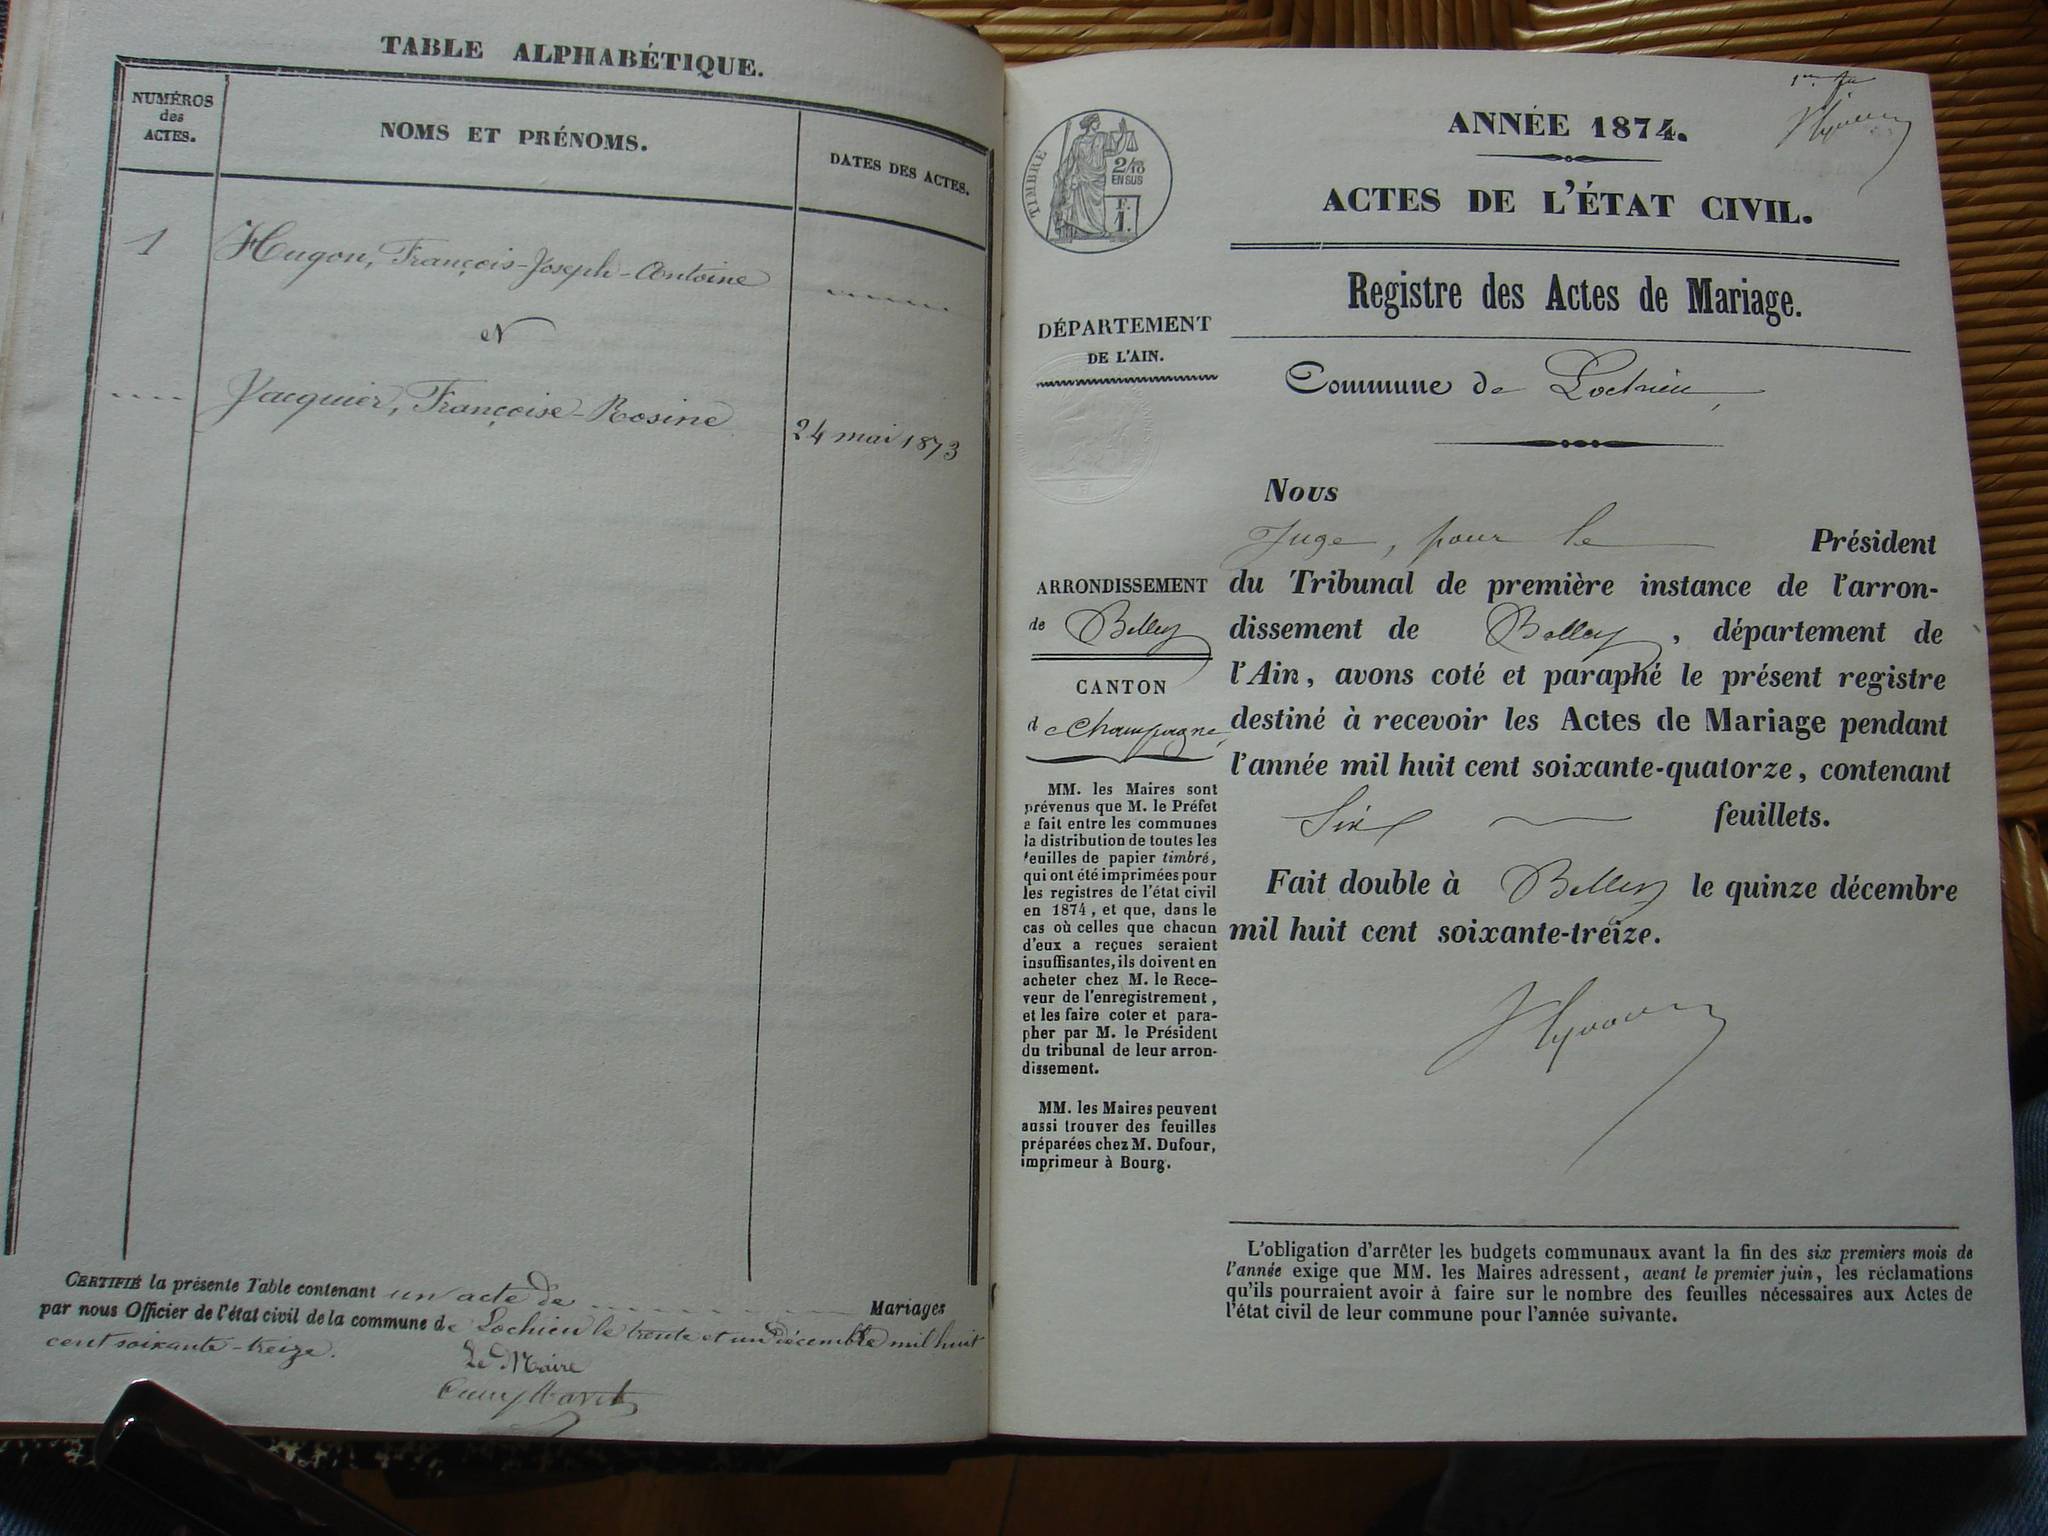 TABLE ALPHABÉTIQUE.
NUMÉROS
des
ACTES.
NOMS ET PRÉNOMS.
DATES DES ACTES.
1
Hugon, François-Joseph-Antoine
et
Jacquier, Françoise-Rosine
24 mai 1873
CERTIFIÉ la présente Table contenant un acte de Mariages
par nous Officier de l'état civil de la commune de Lochieu le trente et un décembre mil huit
cent soixante-treize.
Le Maire
TIMBRE
2/10
EN SUS
F.
1.
ANNÉE 1874.
ACTES DE L'ÉTAT CIVIL.
Registre des Actes de Mariage.
DÉPARTEMENT
DE L'AIN.
Commune de Lochieu,
ARRONDISSEMENT
de Belley
CANTON
de Champagne,
MM. les Maires sont
prévenus que M. le Préfet
a fait entre les communes
la distribution de toutes les
feuilles de papier timbré,
qui ont été imprimées pour
les registres de l'état civil
en 1874, et que, dans le
cas où celles que chacun
d'eux a reçues seraient
insuffisantes, ils doivent en
acheter chez M. le Rece-
veur de l'enregistrement,
et les faire coter et para-
pher par M. le Président
du tribunal de leur arron-
dissement.
MM. les Maires peuvent
aussi trouver des feuilles
préparées chez M. Dufour,
imprimeur à Bourg.
Nous
Juge, pour le Président
du Tribunal de première instance de l'arron-
dissement de Belley, département de
l'Ain, avons coté et paraphé le présent registre
destiné à recevoir les Actes de Mariage pendant
l'année mil huit cent soixante-quatorze, contenant
Six feuillets.
Fait double à Belley le quinze décembre
mil huit cent soixante-treize.
L'obligation d'arrêter les budgets communaux avant la fin des six premiers mois de
l'année exige que MM. les Maires adressent, avant le premier juin, les réclamations
qu'ils pourraient avoir à faire sur le nombre des feuilles nécessaires aux Actes de
l'état civil de leur commune pour l'année suivante.